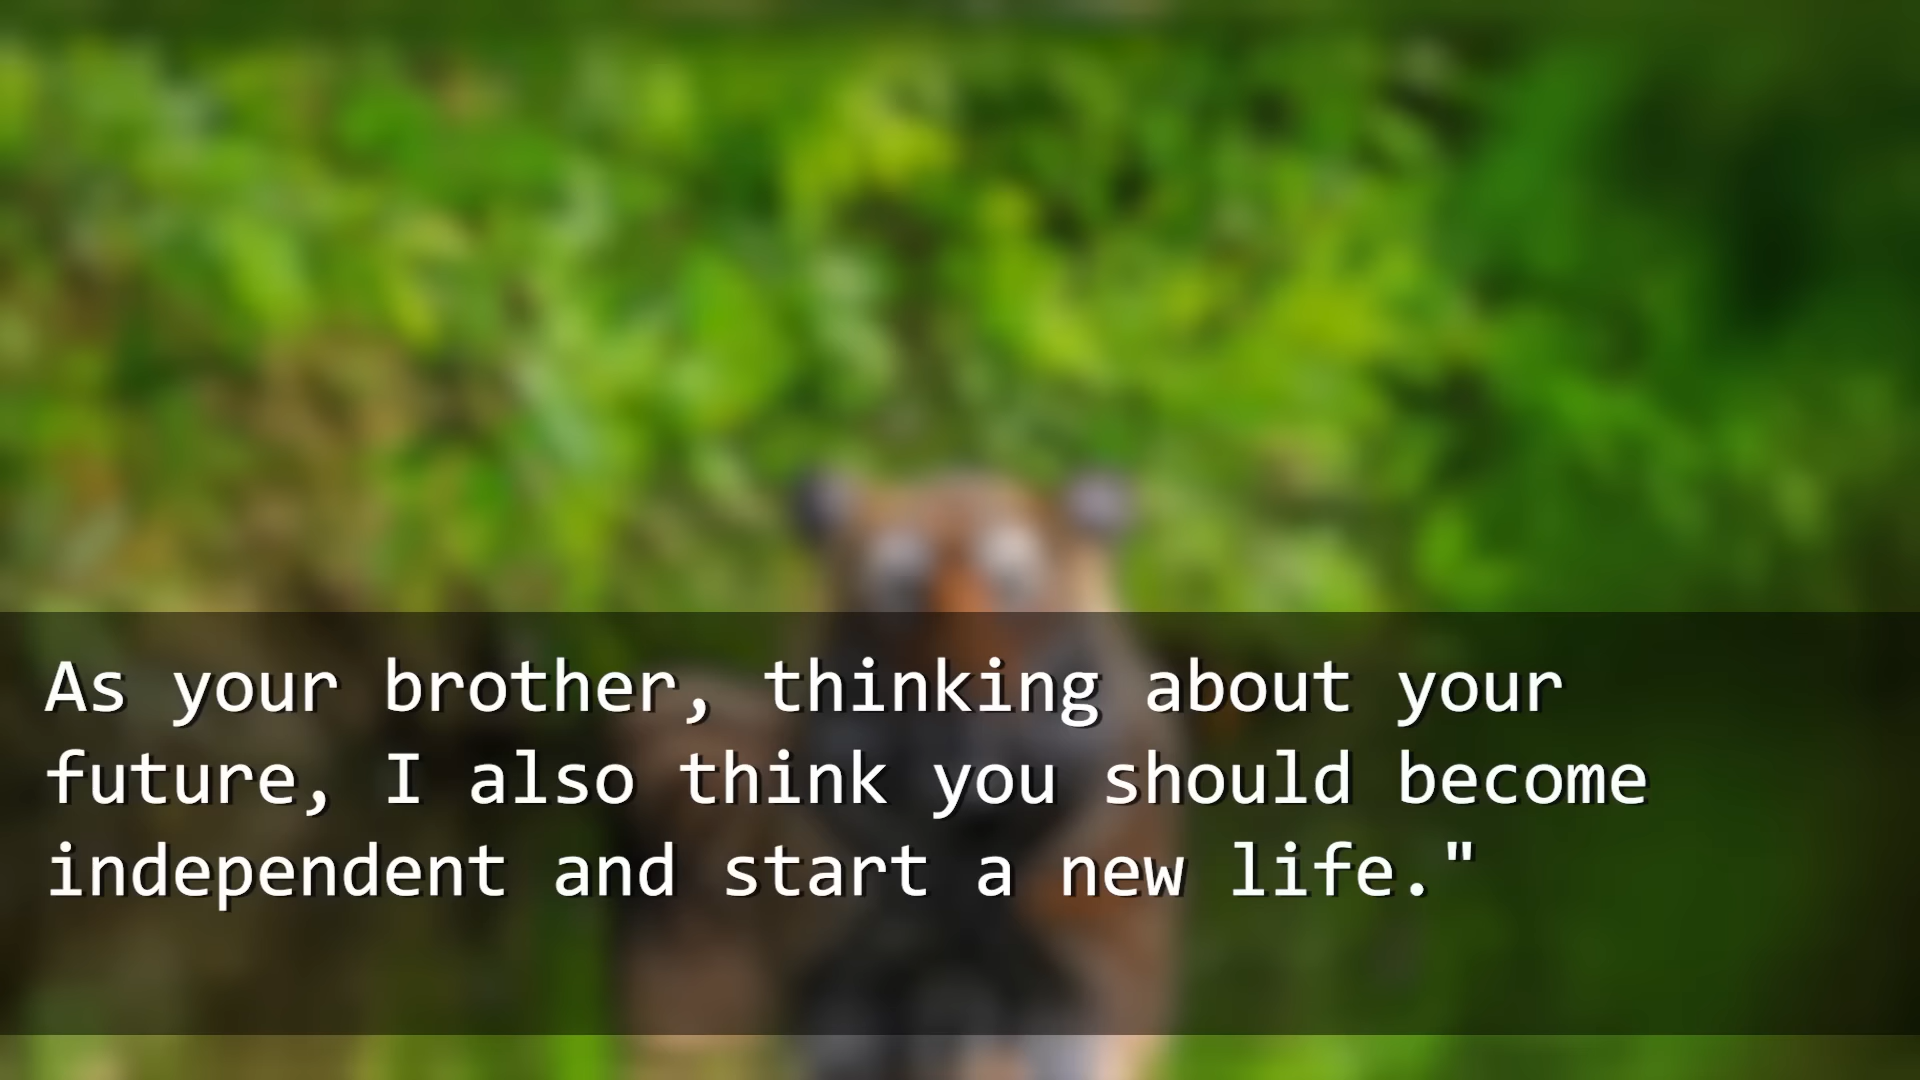 As your brother, thinking about your
future, I also think you should become
independent and start a new life."